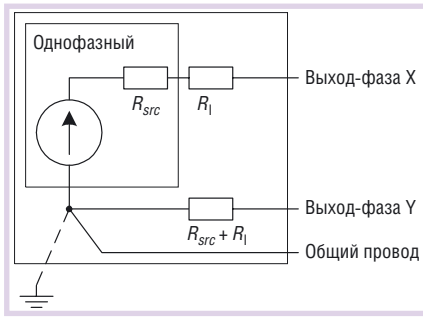 Однофазный
R_src R_l Выход-фаза X
Выход-фаза Y
R_src + R_l
Общий провод